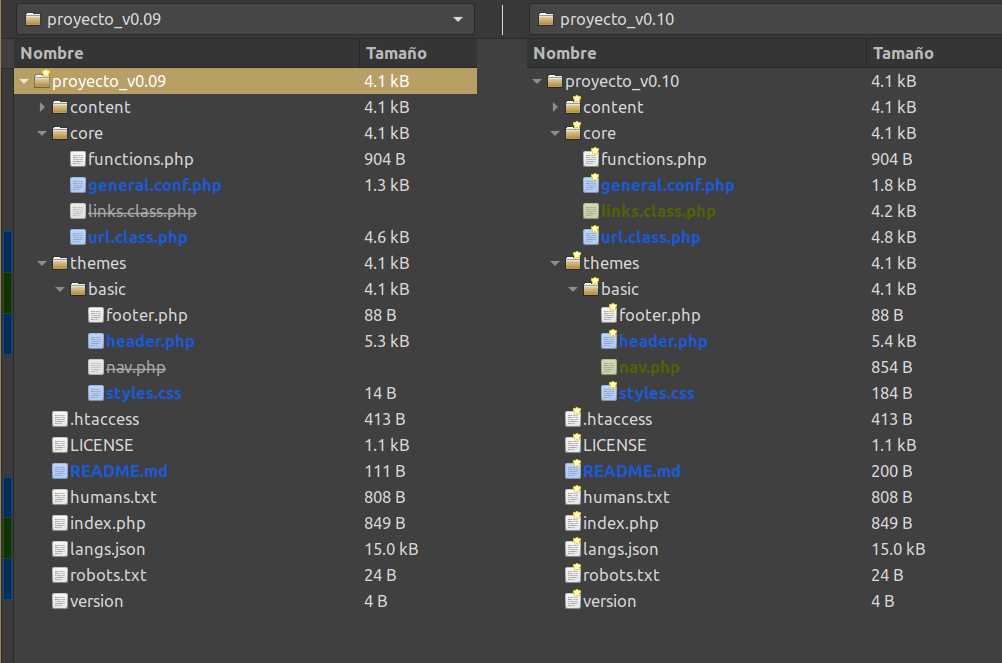 proyecto_v0.09 proyecto_v0.10
Nombre Tamaño Nombre Tamaño
proyecto_v0.09 4.1 kB proyecto_v0.10 4.1 kB
content 4.1 kB content 4.1 kB
core 4.1 kB core 4.1 kB
functions.php 904 B functions.php 904 B
general.conf.php 1.3 kB general.conf.php 1.8 kB
links.class.php links.class.php 4.2 kB
url.class.php 4.6 kB url.class.php 4.8 kB
themes 4.1 kB themes 4.1 kB
basic 4.1 kB basic 4.1 kB
footer.php 88 B footer.php 88 B
header.php 5.3 kB header.php 5.4 kB
nav.php nav.php 854 B
styles.css 14 B styles.css 184 B
.htaccess 413 B .htaccess 413 B
LICENSE 1.1 kB LICENSE 1.1 kB
README.md 111 B README.md 200 B
humans.txt 808 B humans.txt 808 B
index.php 849 B index.php 849 B
langs.json 15.0 kB langs.json 15.0 kB
robots.txt 24 B robots.txt 24 B
version 4 B version 4 B